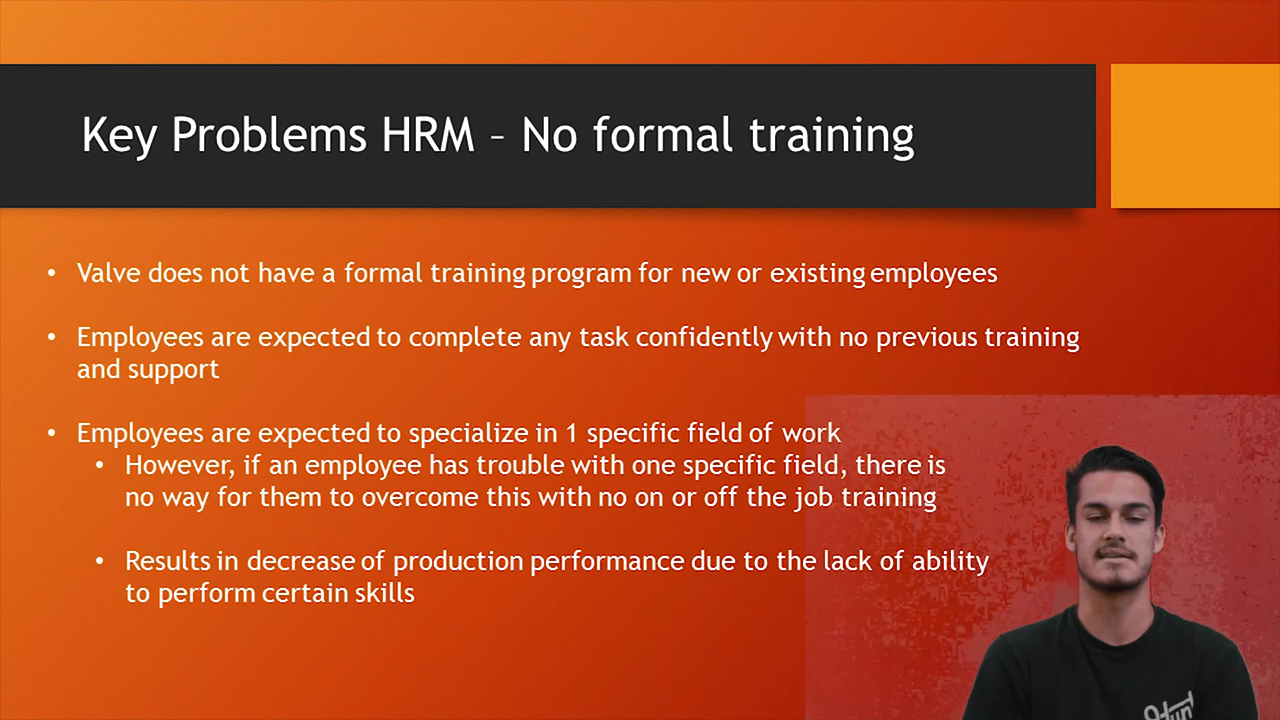 Key Problems HRM – No formal training
• Valve does not have a formal training program for new or existing employees
• Employees are expected to complete any task confidently with no previous training
and support
• Employees are expected to specialize in 1 specific field of work
• However, if an employee has trouble with one specific field, there is
no way for them to overcome this with no on or off the job training
• Results in decrease of production performance due to the lack of ability
to perform certain skills